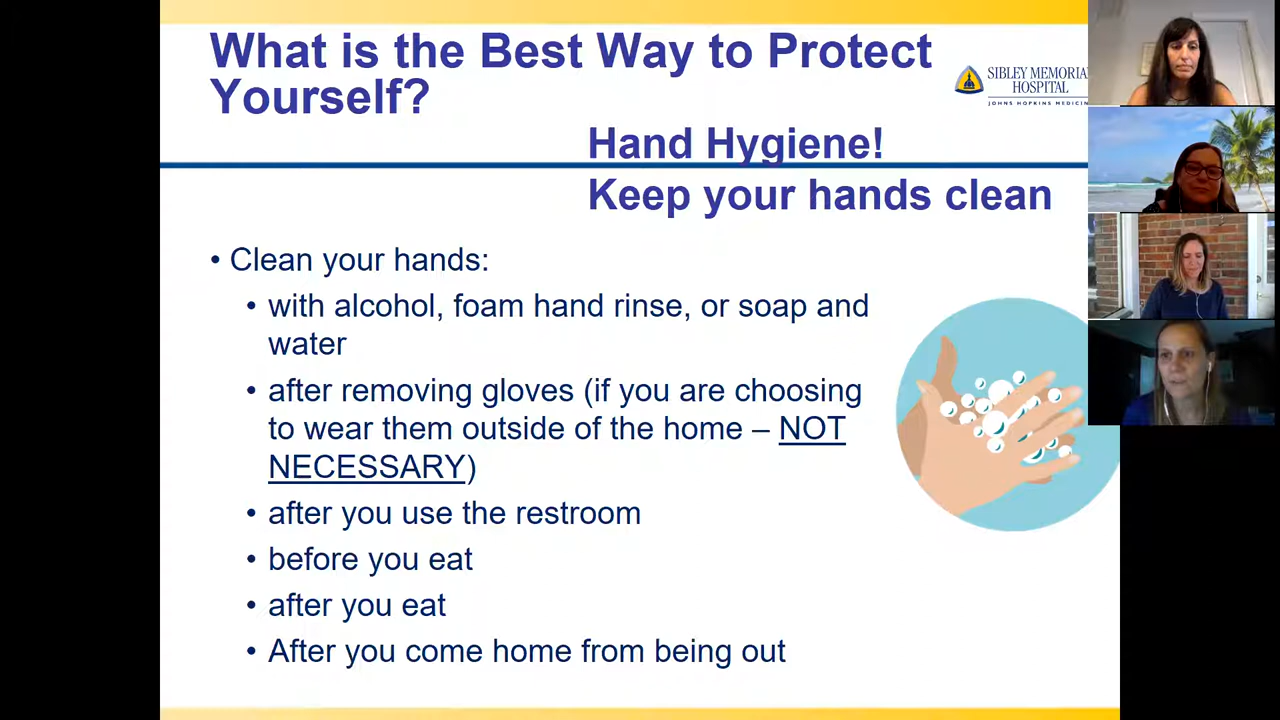 What is the Best Way to Protect
Yourself?
SIBLEY MEMORIA
HOSPITAL
JOHNS HOPKINS MEDICIN
Hand Hygiene!
Keep your hands clean
• Clean your hands:
• with alcohol, foam hand rinse, or soap and
water
• after removing gloves (if you are choosing
to wear them outside of the home – NOT
NECESSARY)
• after you use the restroom
• before you eat
• after you eat
• After you come home from being out